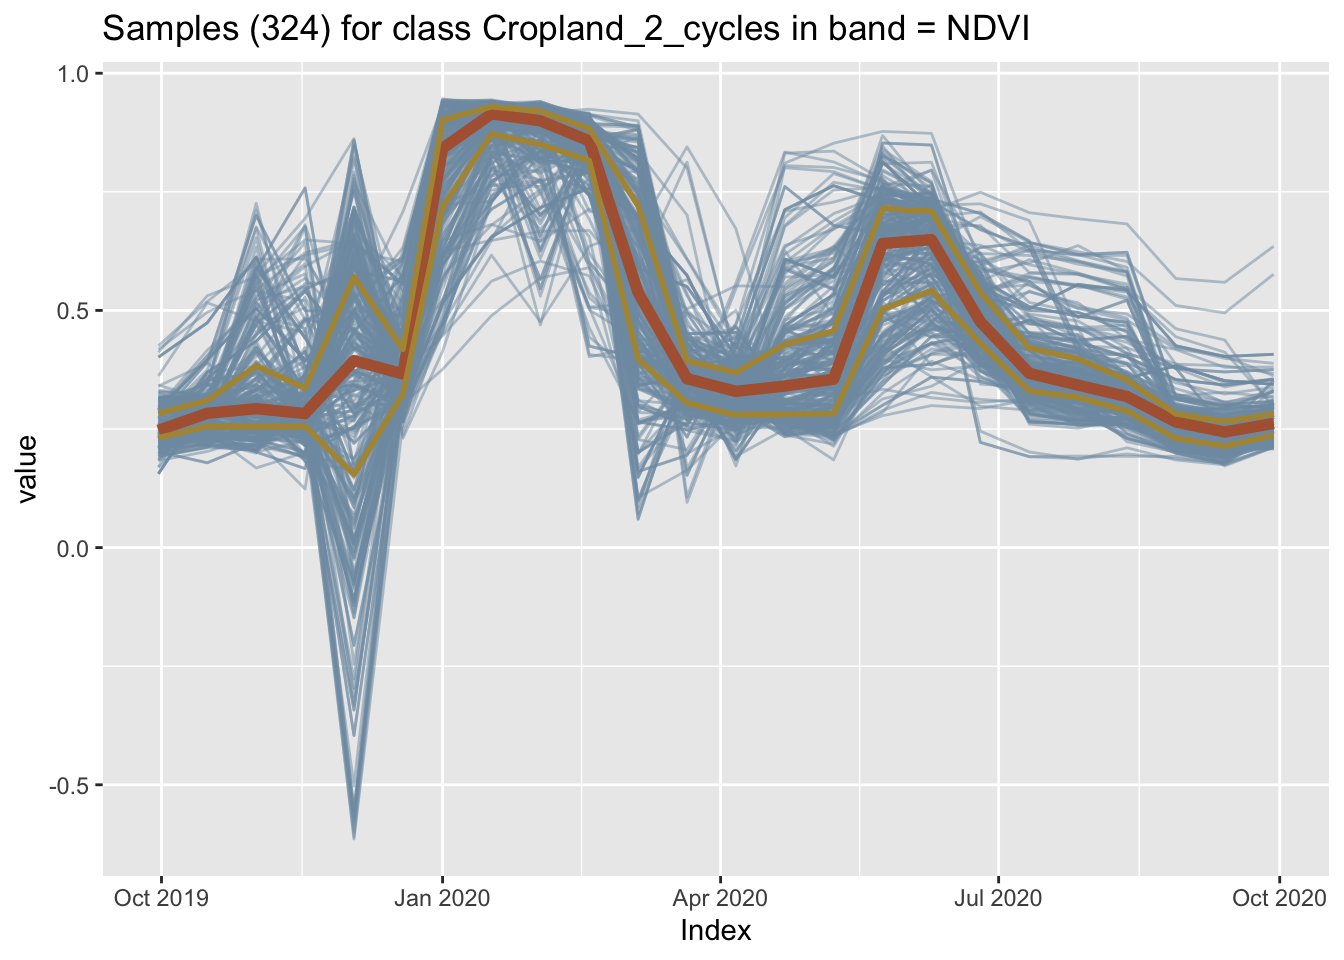 Samples (324) for class Cropland_2_cycles in band = NDVI
1.0
0.5
0.0
-0.5
value
Oct 2019 Jan 2020 Apr 2020 Jul 2020 Oct 2020
Index